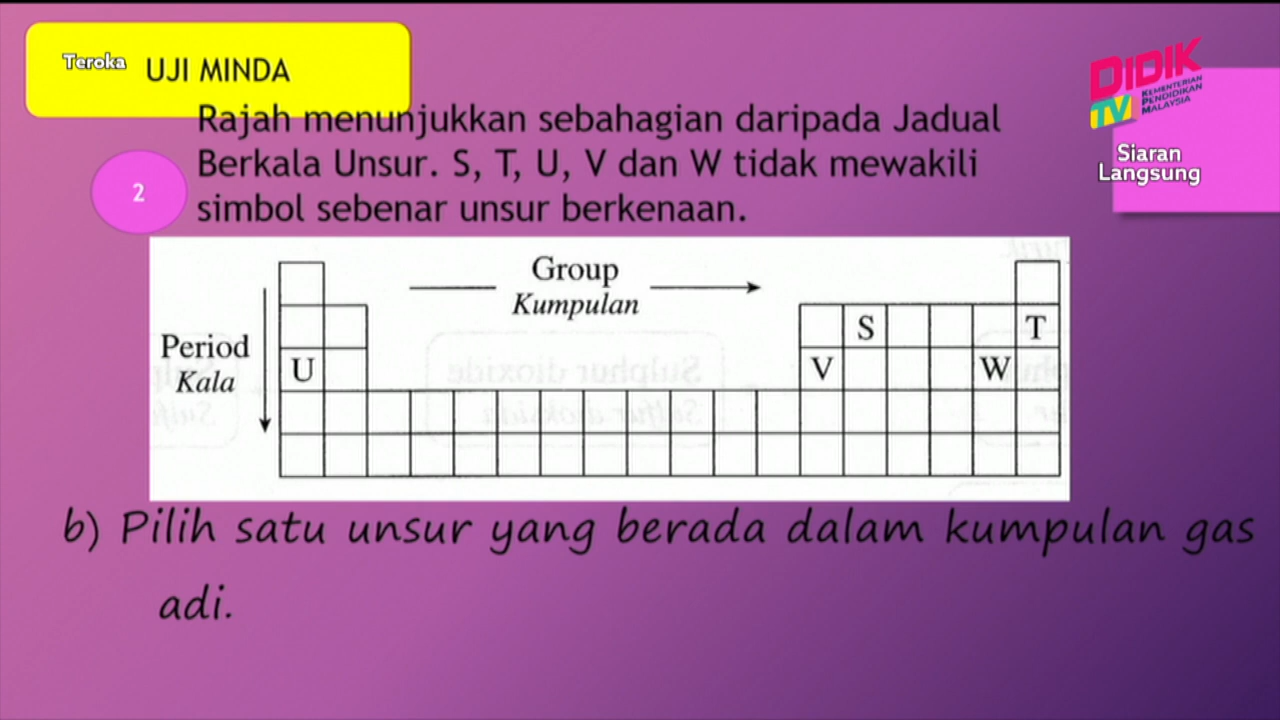 Teroka
UJI MINDA
DIDIK
TV
KEMENTERIAN
PENDIDIKAN
MALAYSIA
Siaran
Langsung
2
Rajah menunjukkan sebahagian daripada Jadual
Berkala Unsur. S, T, U, V dan W tidak mewakili
simbol sebenar unsur berkenaan.
Group
Kumpulan
Period
Kala
S
T
U
V
W
b) Pilih satu unsur yang berada dalam kumpulan gas
adi.